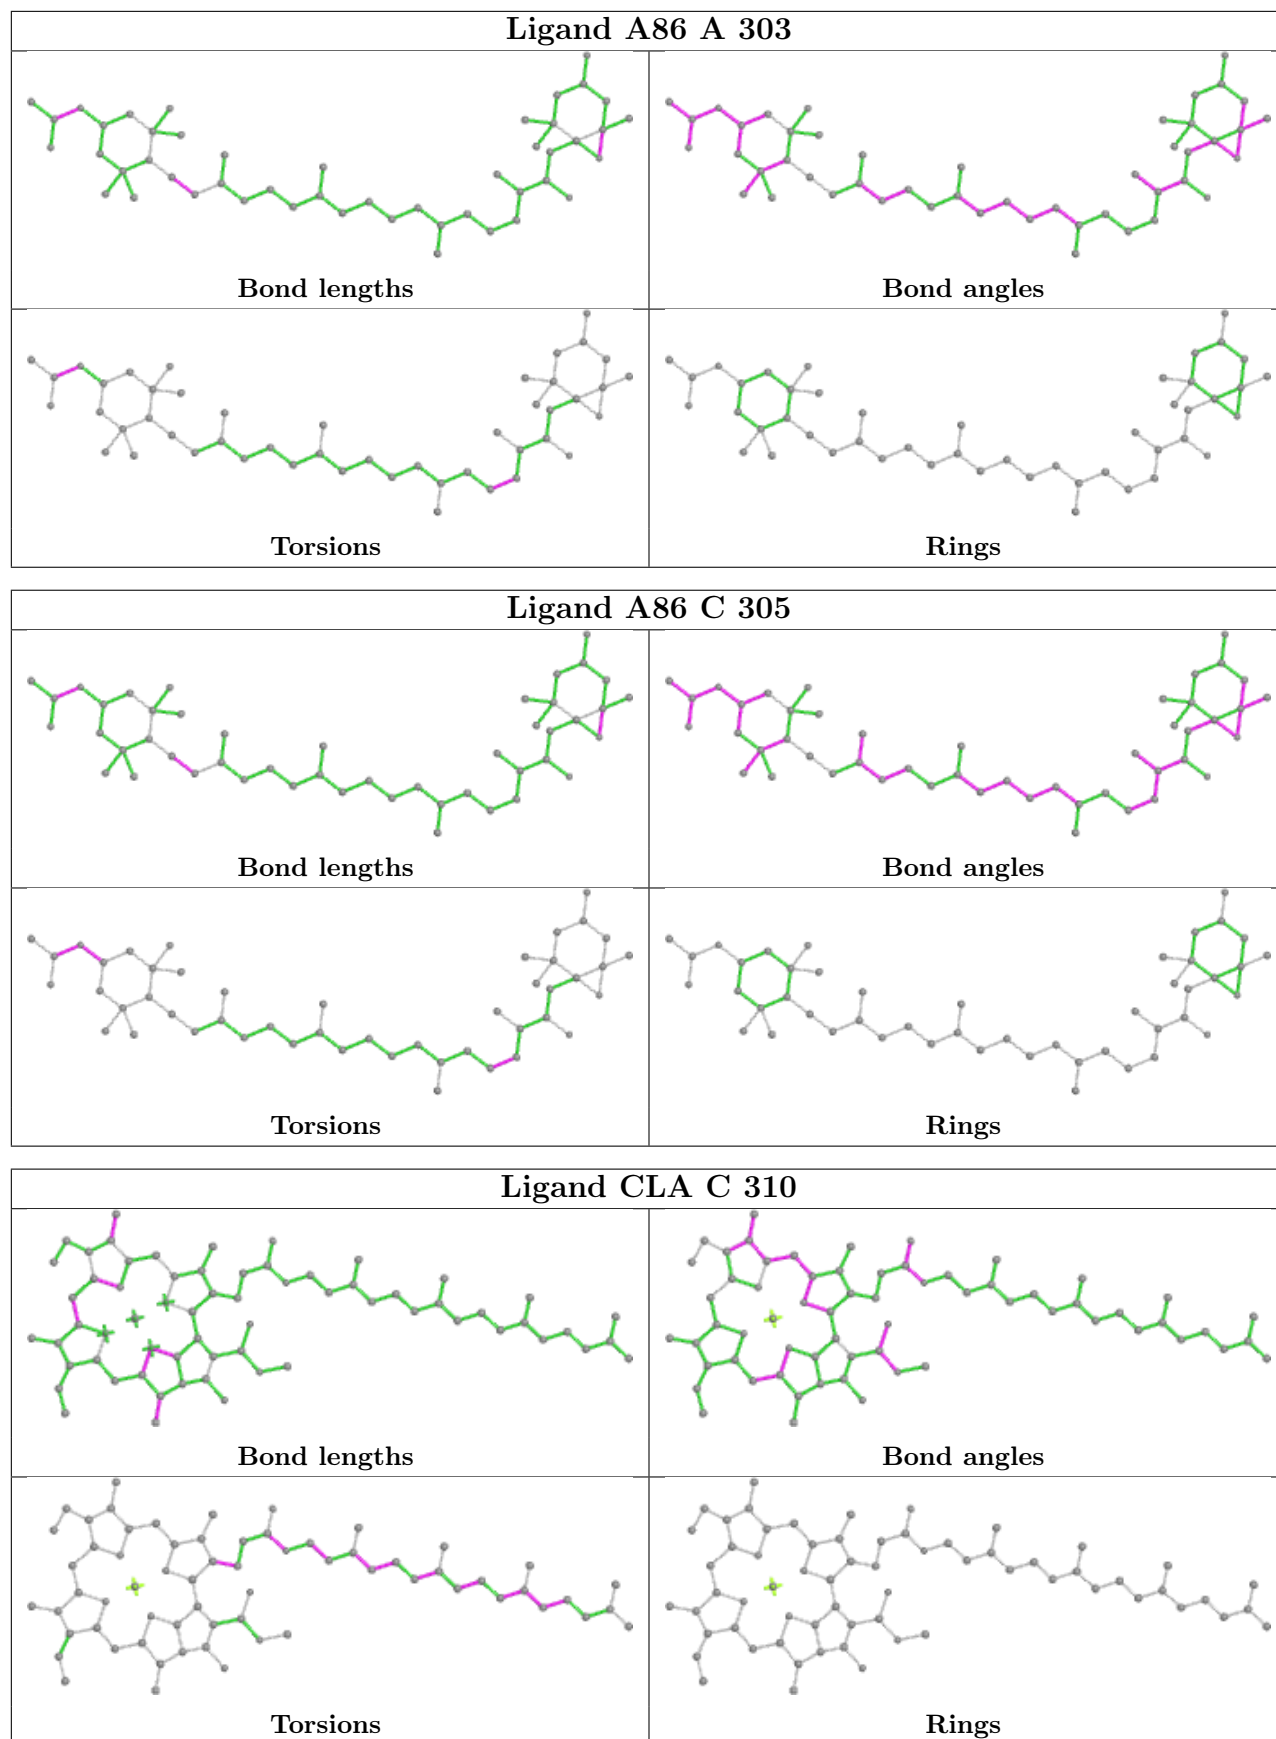 Ligand A86 A 303
Bond lengths
Bond angles
Torsions
Rings
Ligand A86 C 305
Bond lengths
Bond angles
Torsions
Rings
Ligand CLA C 310
Bond lengths
Bond angles
Torsions
Rings